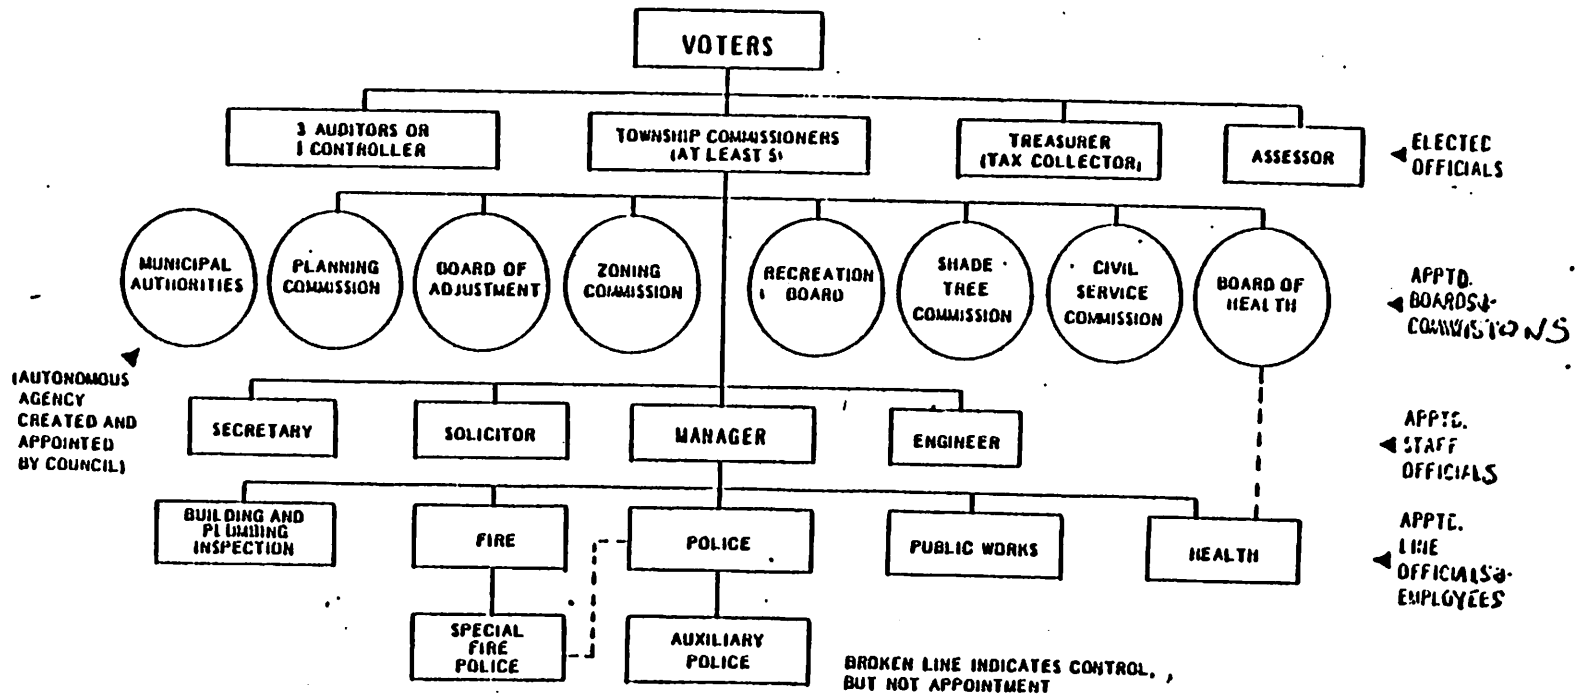 VOTERS
3 AUDITORS OR
1 CONTROLLER
TOWNSHIP COMMISSIONERS
(AT LEAST 5)
TREASURER
(TAX COLLECTOR)
ASSESSOR
ELECTED
OFFICIALS
MUNICIPAL
AUTHORITIES
PLANNING
COMMISSION
BOARD OF
ADJUSTMENT
ZONING
COMMISSION
RECREATION
BOARD
SHADE
TREE
COMMISSION
CIVIL
SERVICE
COMMISSION
BOARD OF
HEALTH
APPTD.
BOARDS &
COMMISIONS
(AUTONOMOUS
AGENCY
CREATED AND
APPOINTED
BY COUNCIL)
SECRETARY
SOLICITOR
MANAGER
ENGINEER
APPTD.
STAFF
OFFICIALS
BUILDING AND
PLUMBING
INSPECTION
FIRE
POLICE
PUBLIC WORKS
HEALTH
APPTD.
LINE
OFFICIALS &
EMPLOYEES
SPECIAL
FIRE
POLICE
AUXILIARY
POLICE
BROKEN LINE INDICATES CONTROL,
BUT NOT APPOINTMENT